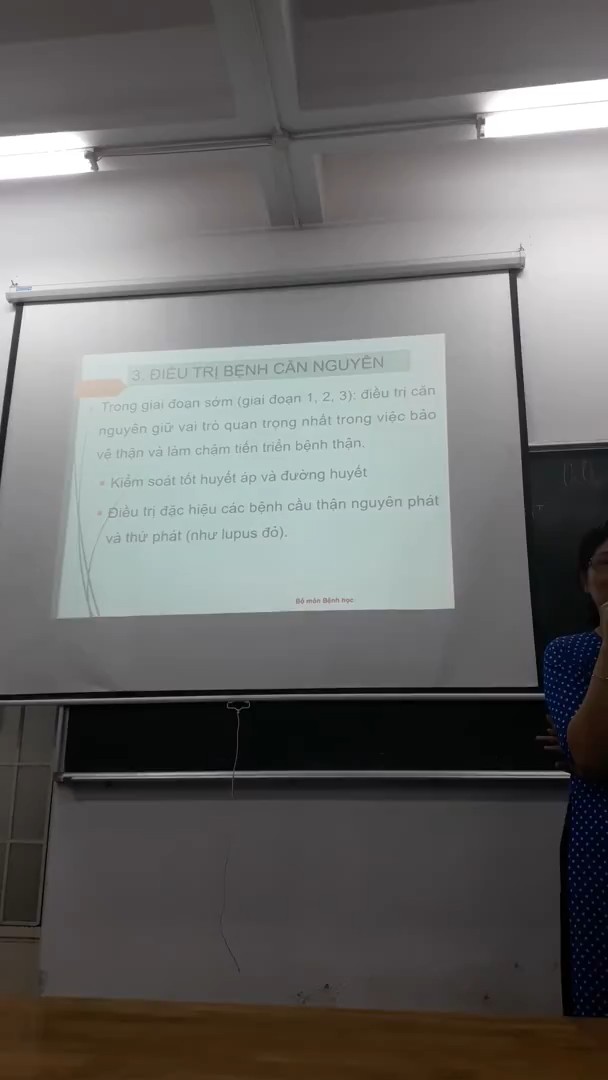 3. ĐIỀU TRỊ BỆNH CĂN NGUYÊN
Trong giai đoạn sớm (giai đoạn 1, 2, 3): điều trị căn
nguyên giữ vai trò quan trọng nhất trong việc bảo
vệ thận và làm chậm tiến triển bệnh thận.
Kiểm soát tốt huyết áp và đường huyết
Điều trị đặc hiệu các bệnh cầu thận nguyên phát
và thứ phát (như lupus đỏ).
Bộ môn Bệnh học